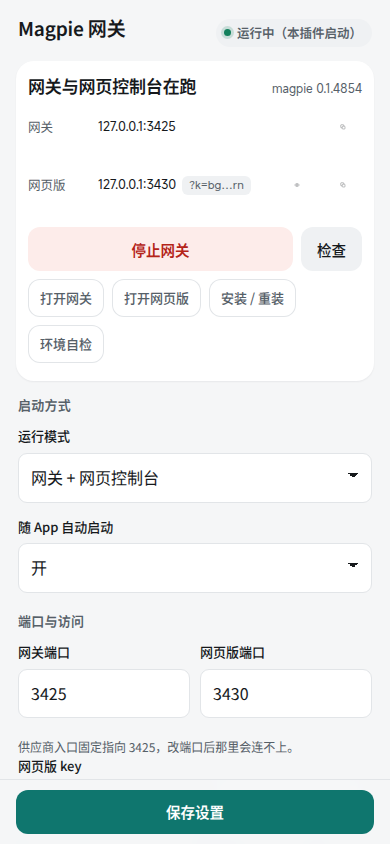 Magpie 网关
运行中（本插件启动）
网关与网页控制台在跑
magpie 0.1.4854
网关
127.0.0.1:3425
网页版
127.0.0.1:3430
?k=bg…rn
停止网关
检查
打开网关
打开网页版
安装 / 重装
环境自检
启动方式
运行模式
网关 + 网页控制台
随 App 自动启动
开
端口与访问
网关端口
网页版端口
3425
3430
供应商入口固定指向 3425，改端口后那里会连不上。
网页版 key
保存设置